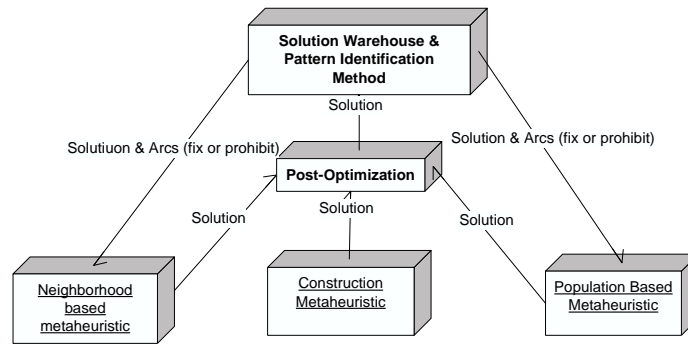 Solution Warehouse &
Pattern Identification
Method
Solution
Solutiuon & Arcs (fix or prohibit)
Solution & Arcs (fix or prohibit)
Post-Optimization
Solution
Solution
Solution
Neighborhood
based
metaheuristic
Construction
Metaheuristic
Population Based
Metaheuristic